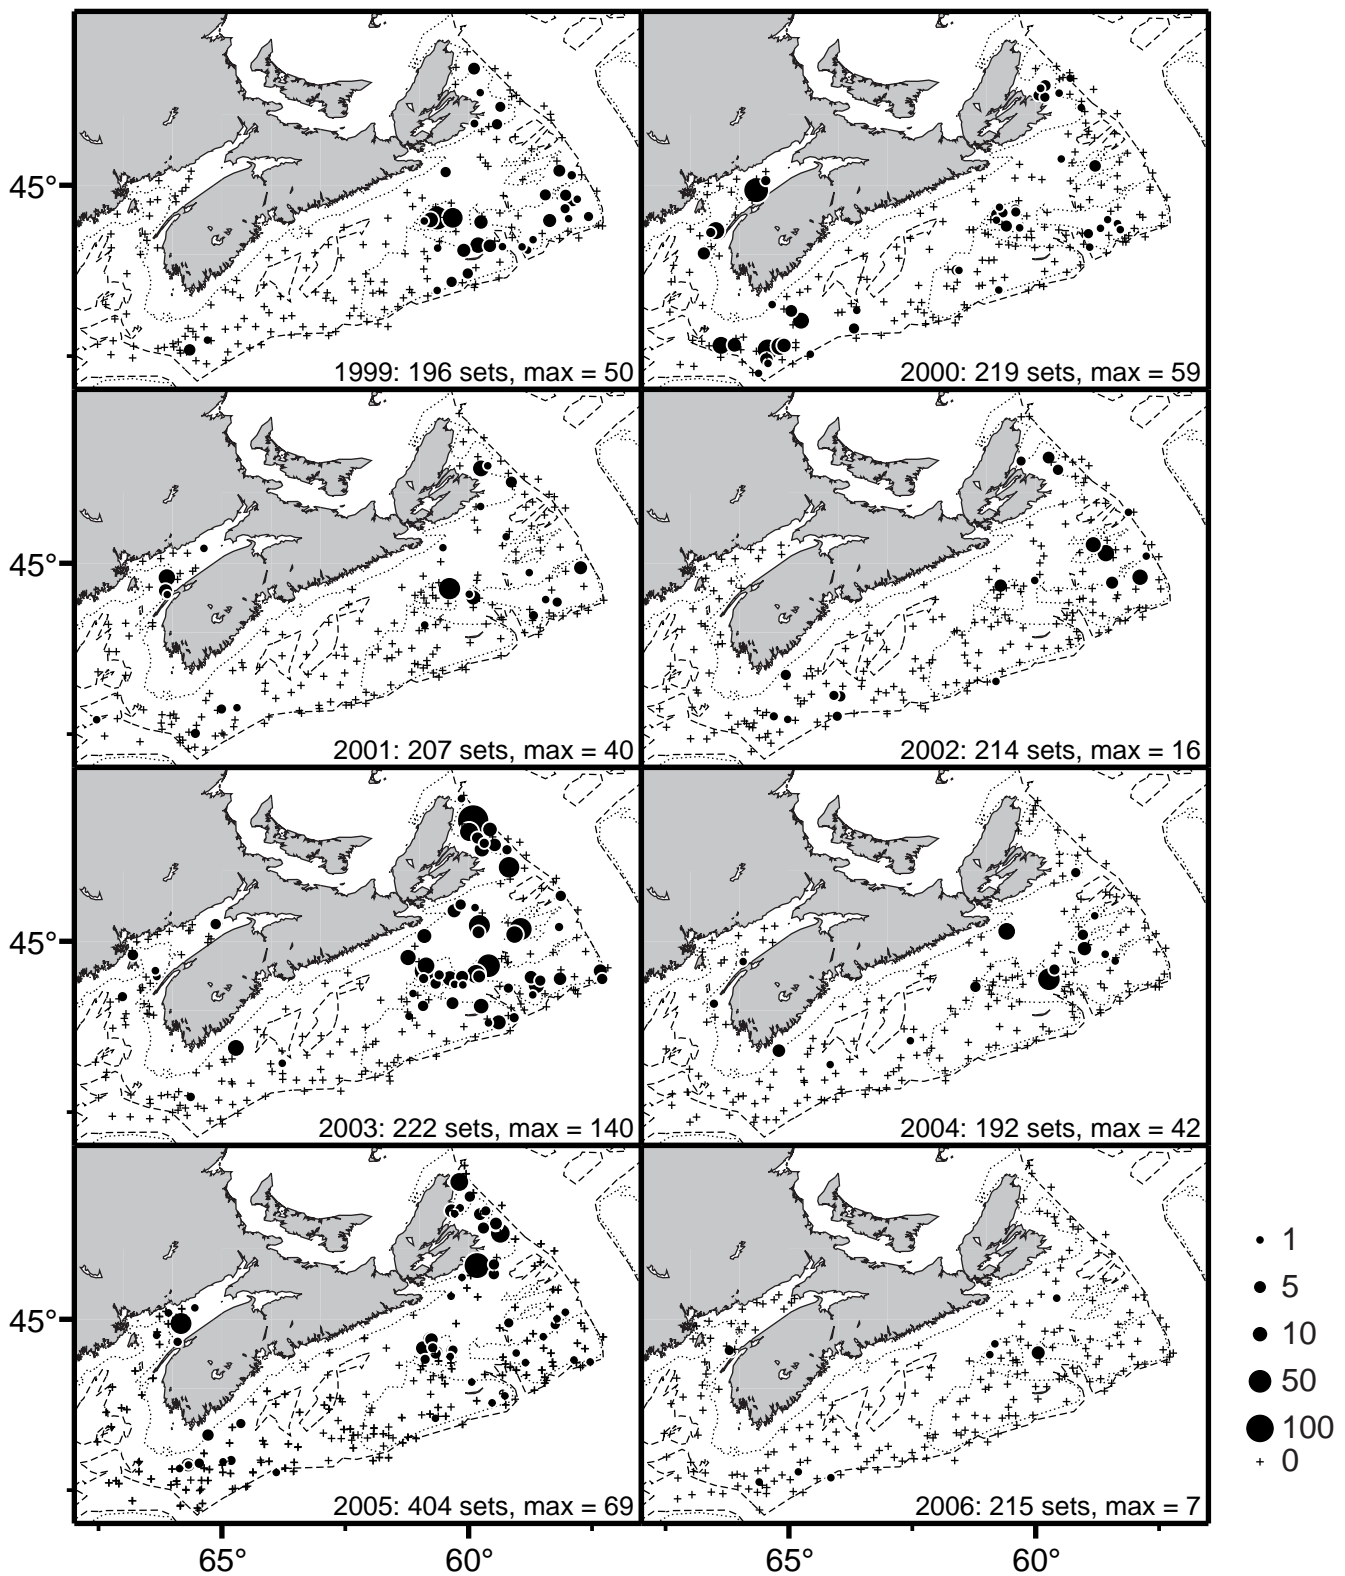 45°
1999: 196 sets, max = 50
2000: 219 sets, max = 59
45°
2001: 207 sets, max = 40
2002: 214 sets, max = 16
45°
2003: 222 sets, max = 140
2004: 192 sets, max = 42
45°
2005: 404 sets, max = 69
2006: 215 sets, max = 7
1
5
10
50
100
0
65°
60°
65°
60°